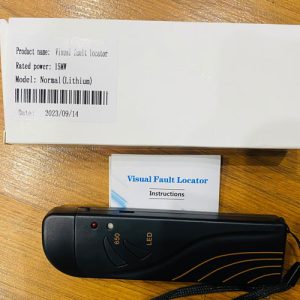 Product name: Visual Fault locator
Rated power: 15MW
Model: Normal(Lithium)
Date: 2023/09/14
Visual Fault Locator
Instructions
650
LED